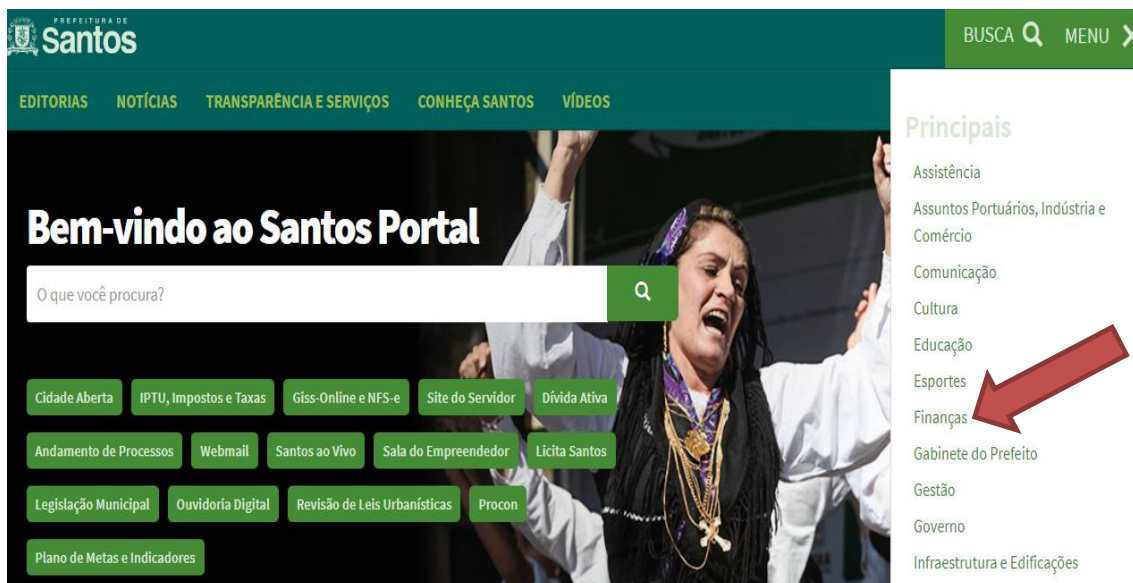 PREFEITURA DE
Santos
BUSCA
MENU
EDITORIAS NOTÍCIAS TRANSPARÊNCIA E SERVIÇOS CONHEÇA SANTOS VÍDEOS
Bem-vindo ao Santos Portal
O que você procura?
Cidade Aberta IPTU, Impostos e Taxas Giss-Online e NFS-e Site do Servidor Dívida Ativa
Andamento de Processos Webmail Santos ao Vivo Sala do Empreendedor Licita Santos
Legislação Municipal Ouvidoria Digital Revisão de Leis Urbanísticas Procon
Plano de Metas e Indicadores
Principais
Assistência
Assuntos Portuários, Indústria e
Comércio
Comunicação
Cultura
Educação
Esportes
Finanças
Gabinete do Prefeito
Gestão
Governo
Infraestrutura e Edificações